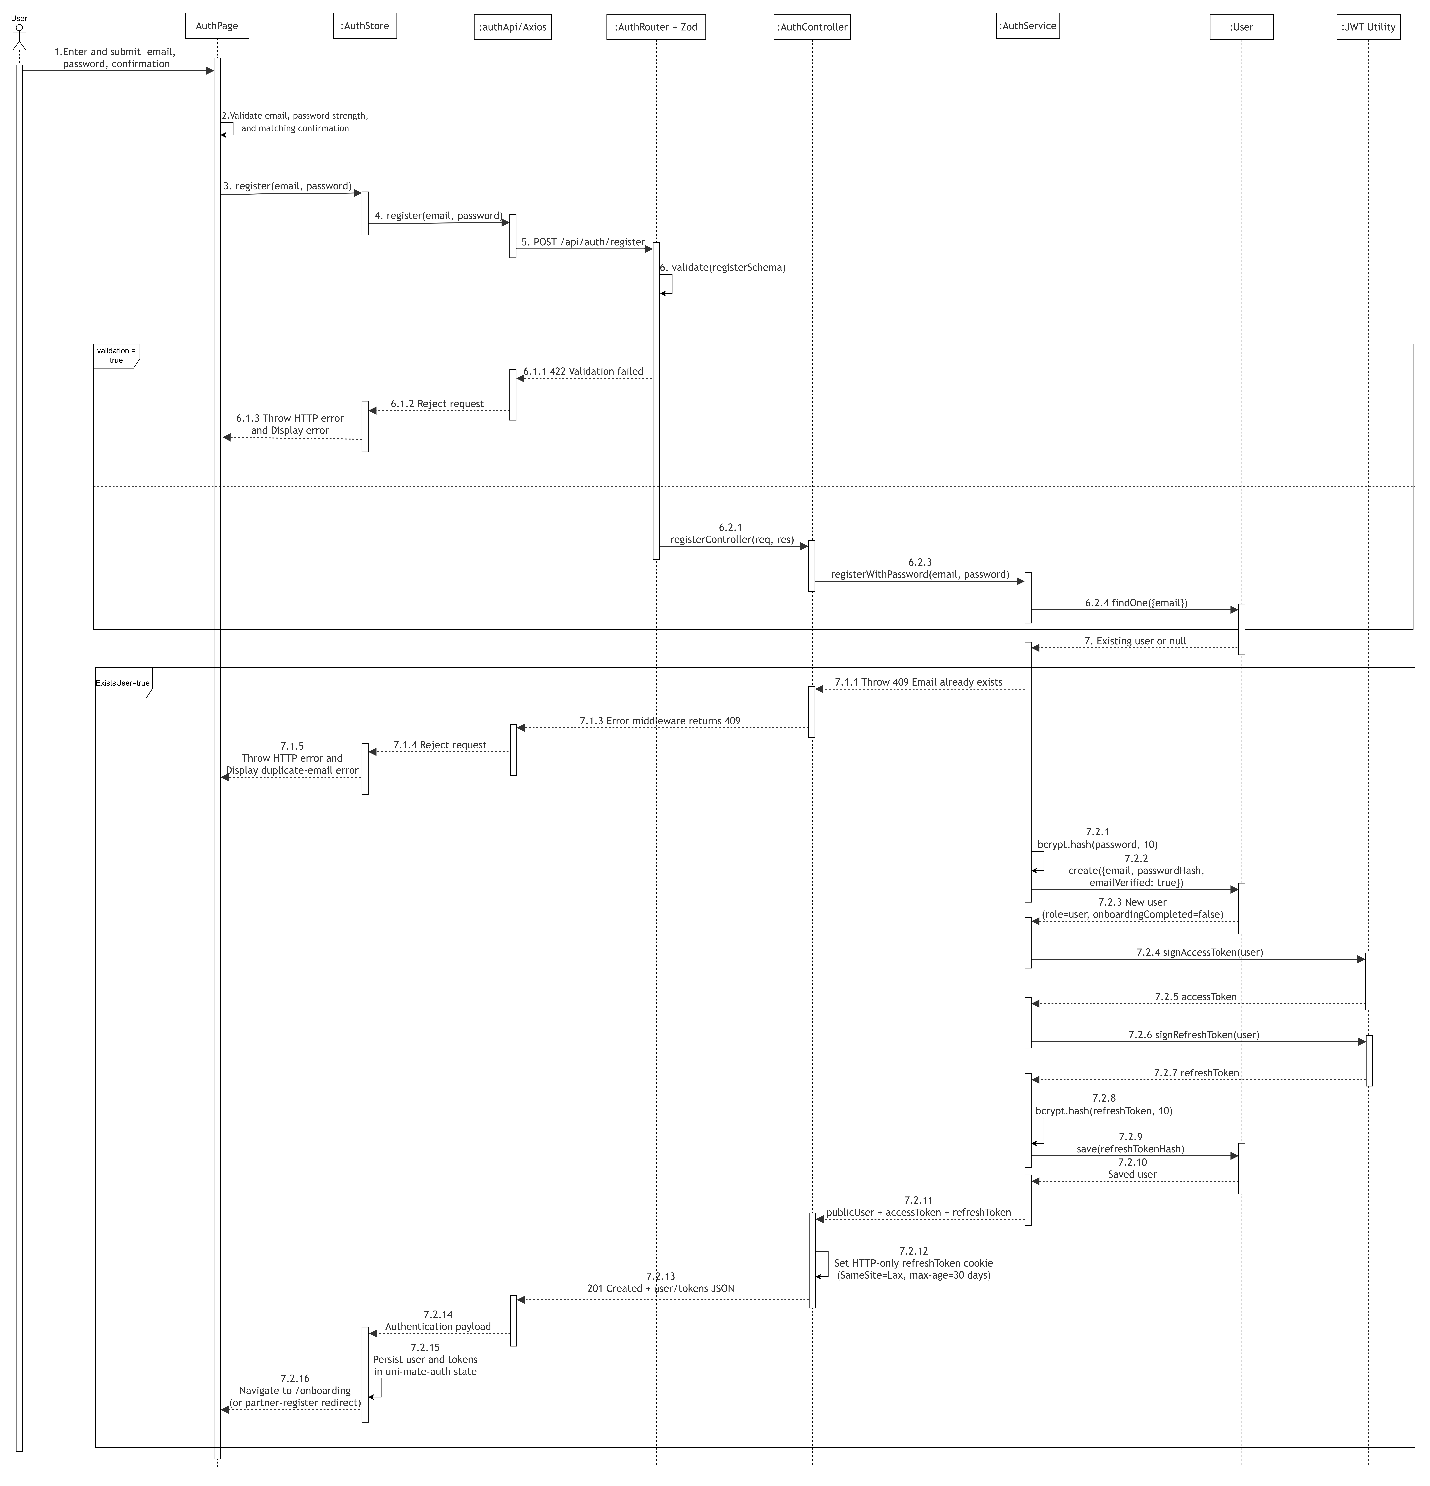 User
AuthPage
:AuthStore
:authApi/Axios
:AuthRouter + Zod
:AuthController
:AuthService
:User
:JWT Utility
1.Enter and submit email,
password, confirmation
2.Validate email, password strength,
and matching confirmation
3. register(email, password)
4. register(email, password)
5. POST /api/auth/register
6. validate(registerSchema)
validation =
true
6.1.1 422 Validation failed
6.1.2 Reject request
6.1.3 Throw HTTP error
and Display error
6.2.1
registerController(req, res)
6.2.3
registerWithPassword(email, password)
6.2.4 findOne({email})
7. Existing user or null
ExistsUser=true
7.1.1 Throw 409 Email already exists
7.1.3 Error middleware returns 409
7.1.4 Reject request
7.1.5
Throw HTTP error and
Display duplicate-email error
7.2.1
bcrypt.hash(password, 10)
7.2.2
create({email, passwordHash,
emailVerified: true})
7.2.3 New user
(role=user, onboardingCompleted=false)
7.2.4 signAccessToken(user)
7.2.5 accessToken
7.2.6 signRefreshToken(user)
7.2.7 refreshToken
7.2.8
bcrypt.hash(refreshToken, 10)
7.2.9
save(refreshTokenHash)
7.2.10
Saved user
7.2.11
publicUser + accessToken + refreshToken
7.2.12
Set HTTP-only refreshToken cookie
(SameSite=Lax, max-age=30 days)
7.2.13
201 Created + user/tokens JSON
7.2.14
Authentication payload
7.2.15
Persist user and tokens
in uni-mate-auth state
7.2.16
Navigate to /onboarding
(or partner-register redirect)